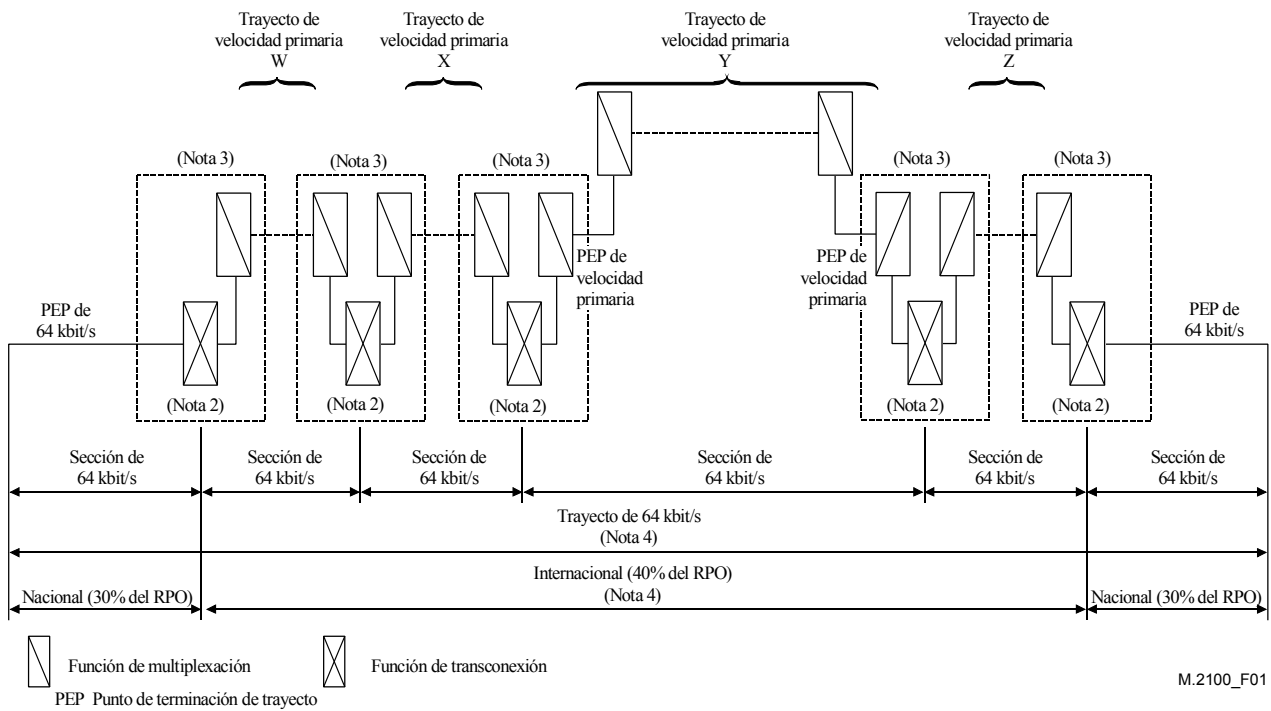 Trayecto de
velocidad primaria
W
Trayecto de
velocidad primaria
X
Trayecto de
velocidad primaria
Y
Trayecto de
velocidad primaria
Z
(Nota 3)
(Nota 3)
(Nota 3)
(Nota 3)
(Nota 3)
PEP de
velocidad
primaria
PEP de
velocidad
primaria
PEP de
64 kbit/s
PEP de
64 kbit/s
(Nota 2)
(Nota 2)
(Nota 2)
(Nota 2)
(Nota 2)
Sección de
64 kbit/s
Sección de
64 kbit/s
Sección de
64 kbit/s
Sección de
64 kbit/s
Sección de
64 kbit/s
Sección de
64 kbit/s
Trayecto de 64 kbit/s
(Nota 4)
Internacional (40% del RPO)
(Nota 4)
Nacional (30% del RPO)
Nacional (30% del RPO)
Función de multiplexación
Función de transconexión
PEP Punto de terminación de trayecto
M.2100_F01